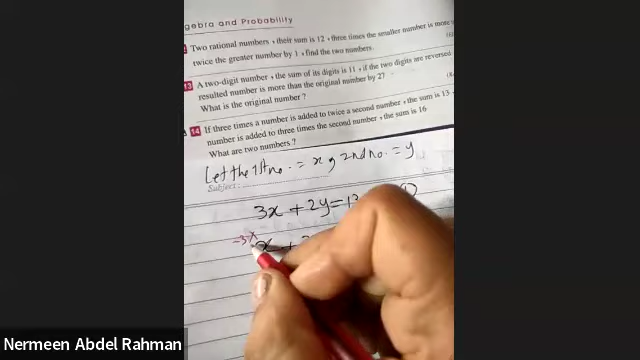 gebra and Probability
Two rational numbers , their sum is 12 , three times the smaller number is more
twice the greater number by 1 , find the two numbers.
13 A two-digit number , the sum of its digits is 11 , if the two digits are reversed
resulted number is more than the original number by 27
What is the original number ?
14 If three times a number is added to twice a second number , the sum is 13 ,
number is added to three times the second number , the sum is 16
What are two numbers ?
Let the 1st no. = x , 2nd no. = y
Subject :
3x + 2y = 13
-3 x
x +
Nermeen Abdel Rahman